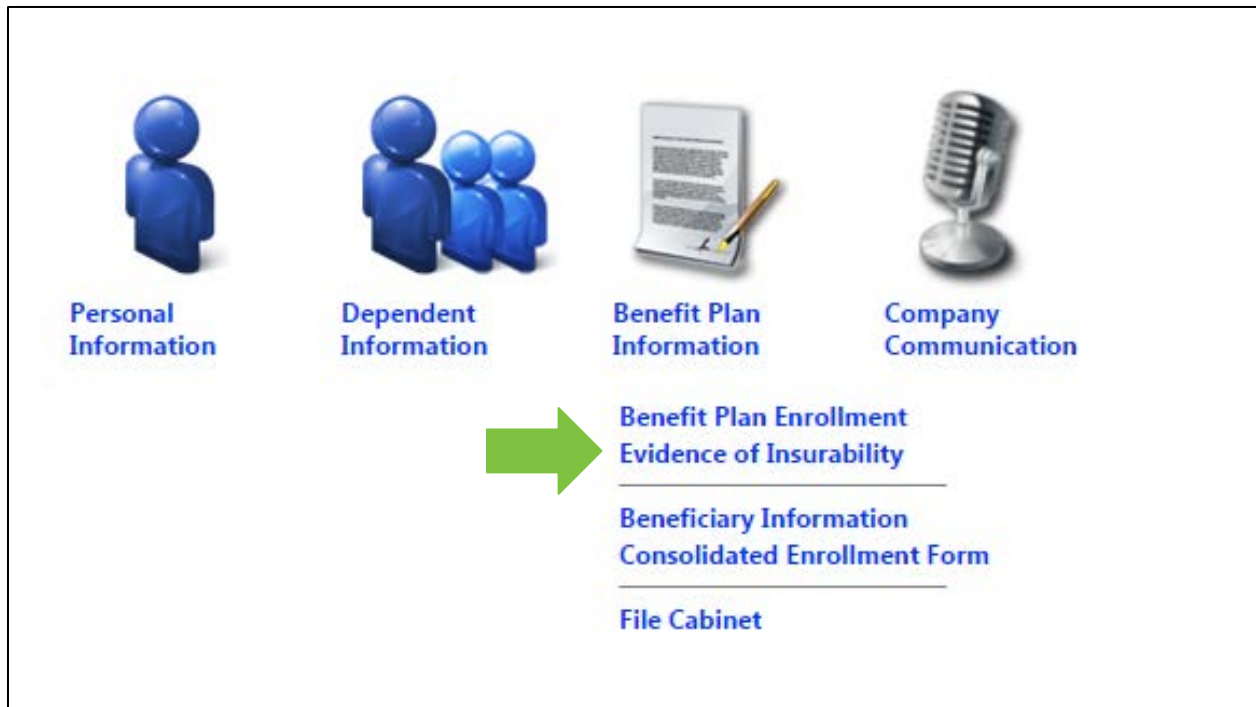 Personal
Information
Dependent
Information
Benefit Plan
Information
Company
Communication
Benefit Plan Enrollment
Evidence of Insurability
Beneficiary Information
Consolidated Enrollment Form
File Cabinet